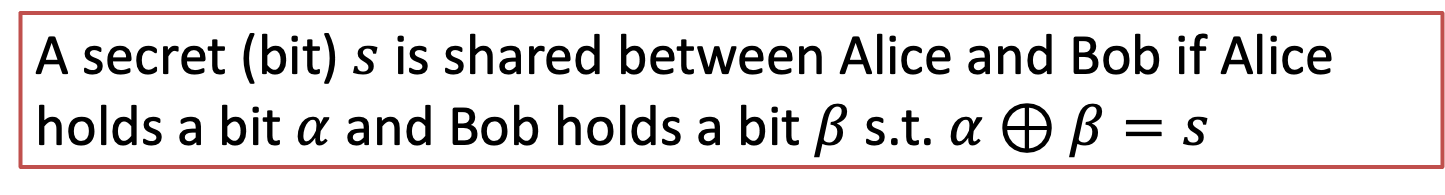 A secret (bit) 𝑠 is shared between Alice and Bob if Alice
holds a bit 𝛼 and Bob holds a bit 𝛽 s.t. 𝛼 ⊕ 𝛽 = 𝑠